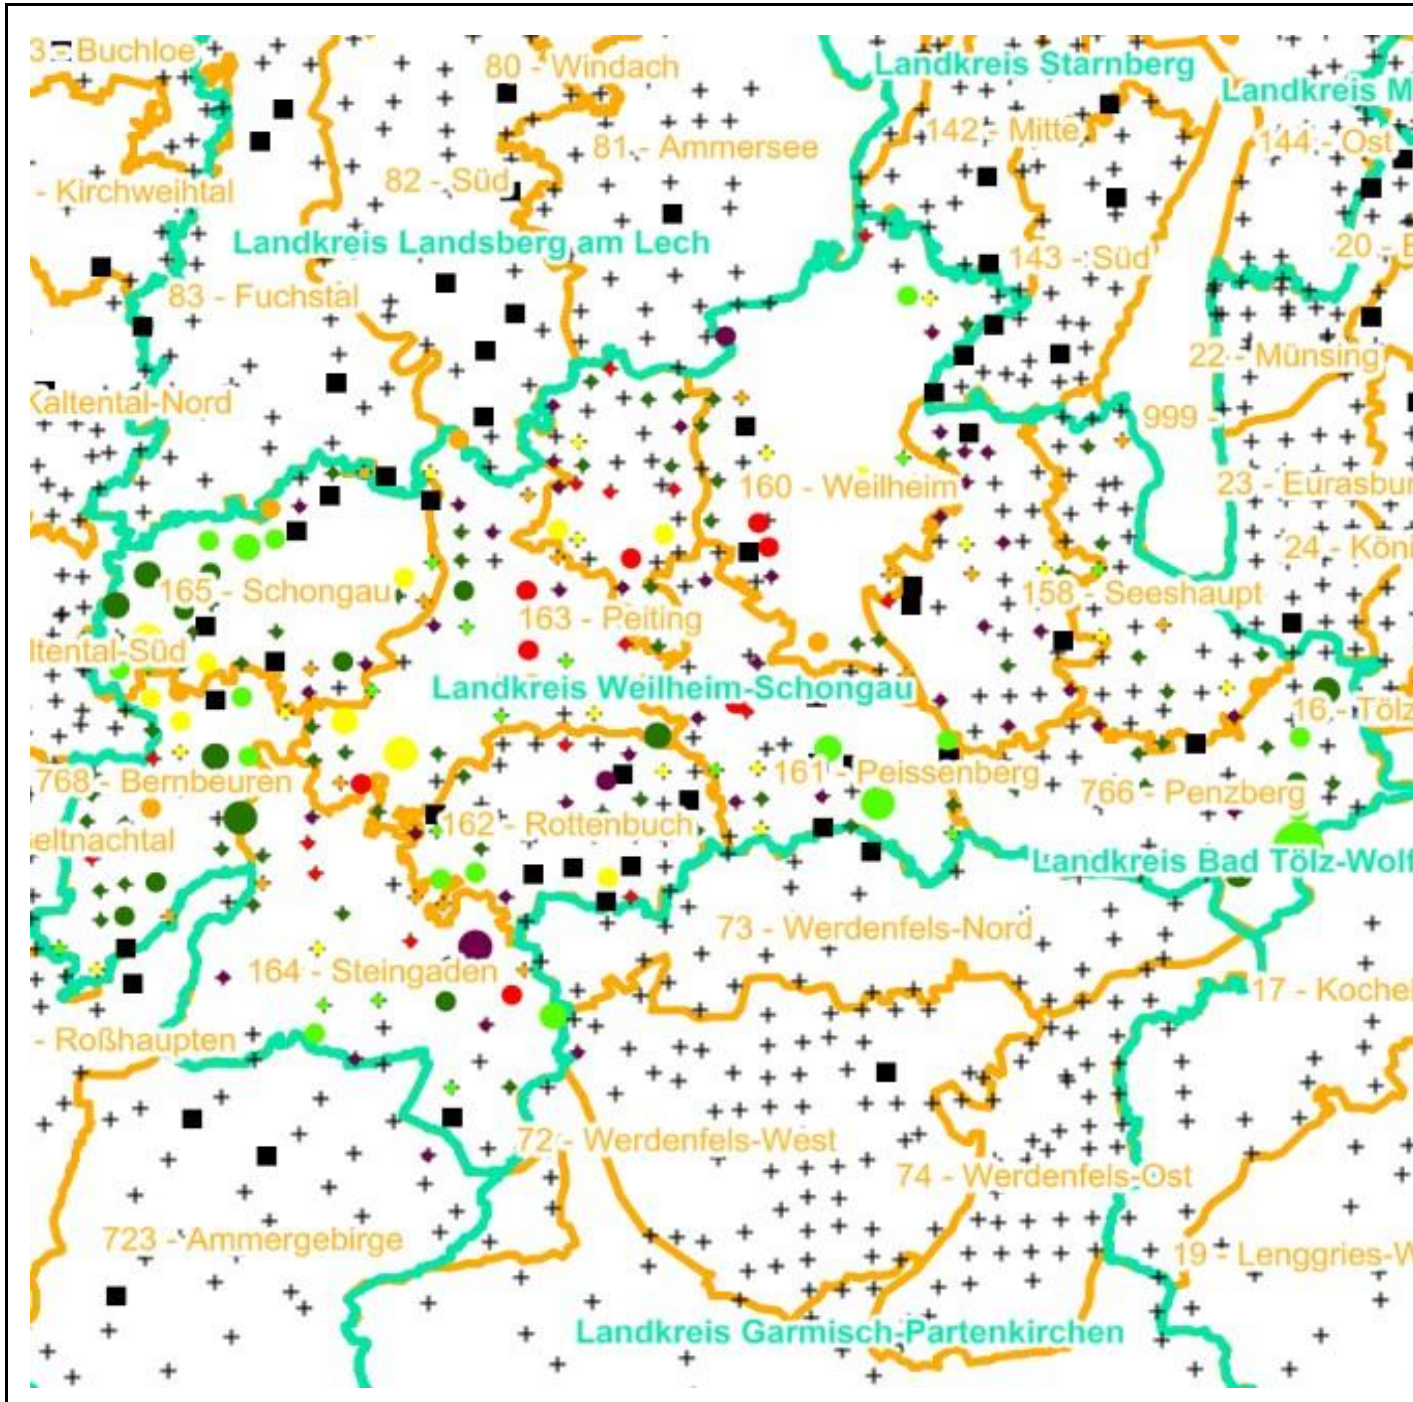 3 - Buchloe
80 - Windach
Landkreis Starnberg
Landkreis M
142 - Mitte
144 - Ost
81 - Ammersee
82 - Süd
- Kirchweihtal
Landkreis Landsberg am Lech
143 - Süd
20 - E
83 - Fuchstal
22 - Münsing
Kaltental-Nord
999 -
160 - Weilheim
23 - Eurasbur
24 - Köni
165 - Schongau
158 - Seeshaupt
163 - Peiting
ltental-Süd
Landkreis Weilheim-Schongau
16 - Tölz
768 - Bernbeuren
161 - Peissenberg
766 - Penzberg
162 - Rottenbuch
eltnachtal
Landkreis Bad Tölz-Wolf
73 - Werdenfels-Nord
164 - Steingaden
17 - Kochel
- Roßhaupten
72 - Werdenfels-West
74 - Werdenfels-Ost
723 - Ammergebirge
19 - Lenggries-W
Landkreis Garmisch-Partenkirchen